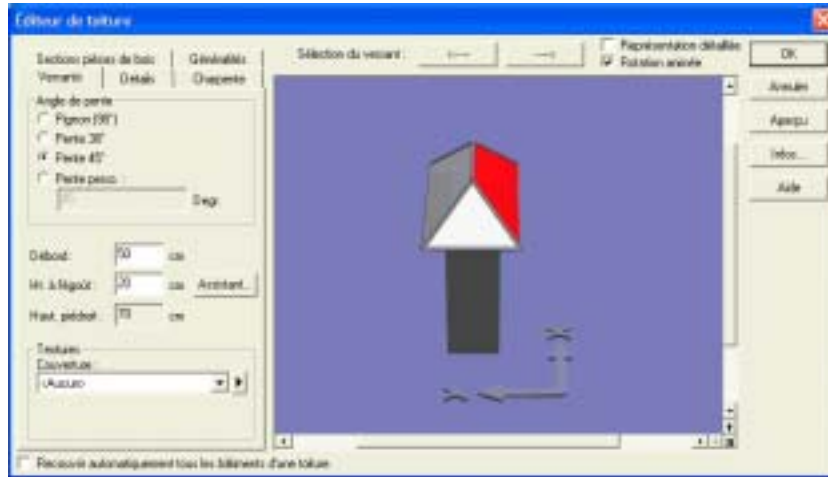 Éditeur de toiture
Sections pièces de bois
Généralités
Versants
Détails
Charpente
Sélection du versant :
Représentation détaillée
Rotation animée
OK
Annuler
Aperçu
Infos...
Aide
Angle de pente
Pignon (90°)
Pente 30°
Pente 45°
Pente perso. :
Degr.
Débord : 50 cm
Hr. à l'égout : 20 cm Assistant...
Haut. piédroit : 70 cm
Textures
Couverture :
(Aucun)
Recouvrir automatiquement tous les bâtiments d'une toiture